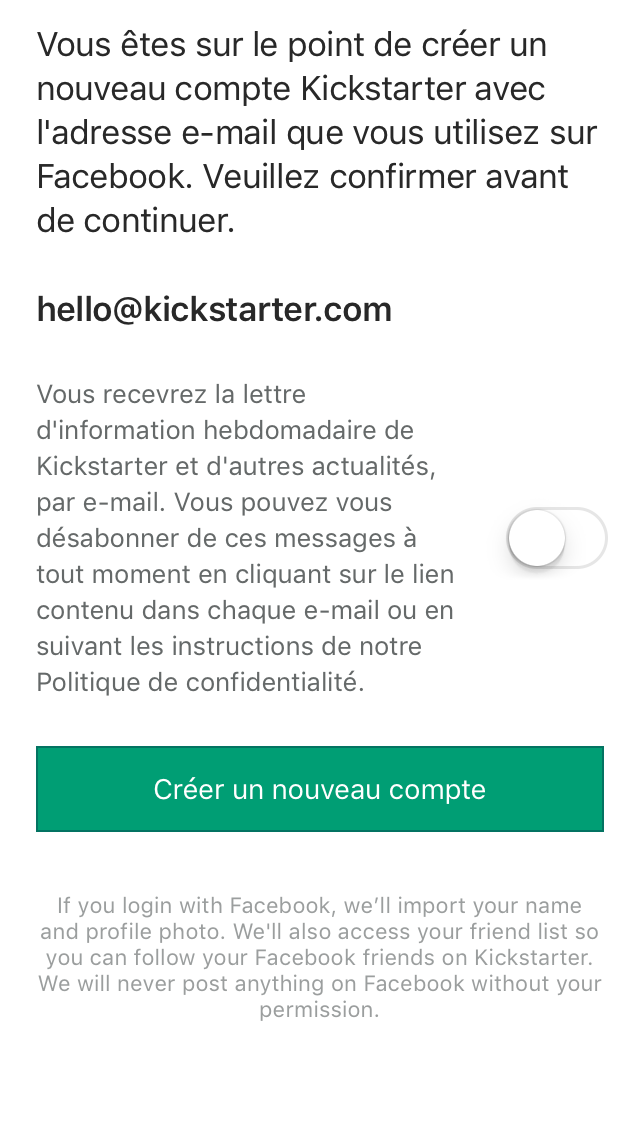 Vous êtes sur le point de créer un
nouveau compte Kickstarter avec
l'adresse e-mail que vous utilisez sur
Facebook. Veuillez confirmer avant
de continuer.
hello@kickstarter.com
Vous recevrez la lettre
d'information hebdomadaire de
Kickstarter et d'autres actualités,
par e-mail. Vous pouvez vous
désabonner de ces messages à
tout moment en cliquant sur le lien
contenu dans chaque e-mail ou en
suivant les instructions de notre
Politique de confidentialité.
Créer un nouveau compte
If you login with Facebook, we’ll import your name
and profile photo. We'll also access your friend list so
you can follow your Facebook friends on Kickstarter.
We will never post anything on Facebook without your
permission.